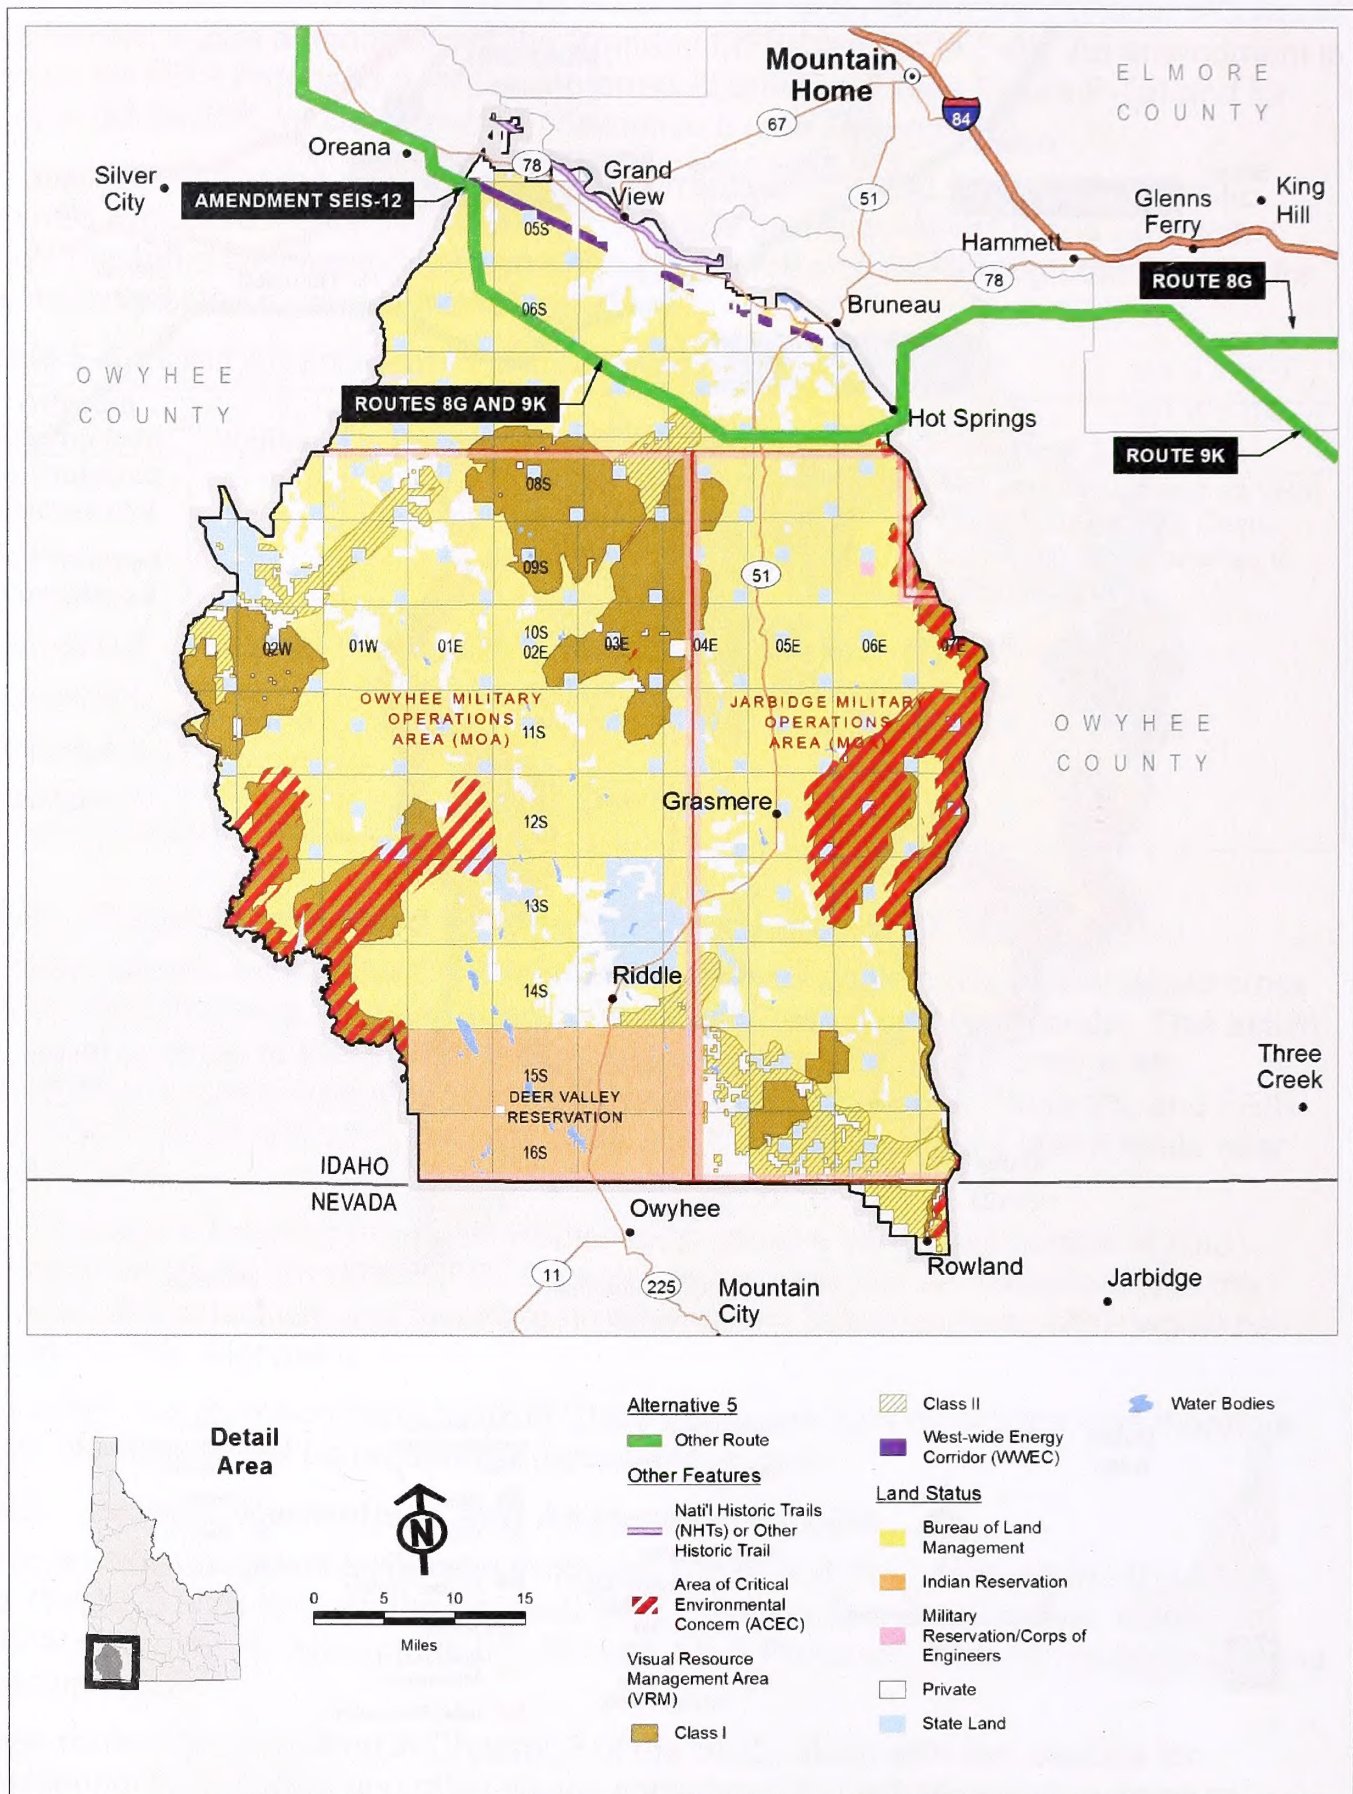 Mountain
Home
ELMORE
COUNTY
84
67
Oreana
78
Grand
View
Silver
City
AMENDMENT SEIS-12
51
Glenns
Ferry
King
Hill
05S
Hammett
78
ROUTE 8G
06S
Bruneau
OWYHEE
COUNTY
ROUTES 8G AND 9K
Hot Springs
ROUTE 9K
08S
09S
51
10S
02W
01W
01E
02E
03E
04E
05E
06E
07E
OWYHEE MILITARY
OPERATIONS
AREA (MOA)
JARBIDGE MILITARY
OPERATIONS
AREA (MOA)
11S
OWYHEE
COUNTY
Grasmere
12S
13S
Riddle
14S
Three
Creek
15S
DEER VALLEY
RESERVATION
16S
IDAHO
NEVADA
Owyhee
Rowland
11
225
Mountain
City
Jarbidge
Detail
Area
N
0 5 10 15
Miles
Alternative 5
Other Route
Other Features
Nat'l Historic Trails
(NHTs) or Other
Historic Trail
Area of Critical
Environmental
Concern (ACEC)
Visual Resource
Management Area
(VRM)
Class I
Class II
West-wide Energy
Corridor (WWEC)
Land Status
Bureau of Land
Management
Indian Reservation
Military
Reservation/Corps of
Engineers
Private
State Land
Water Bodies